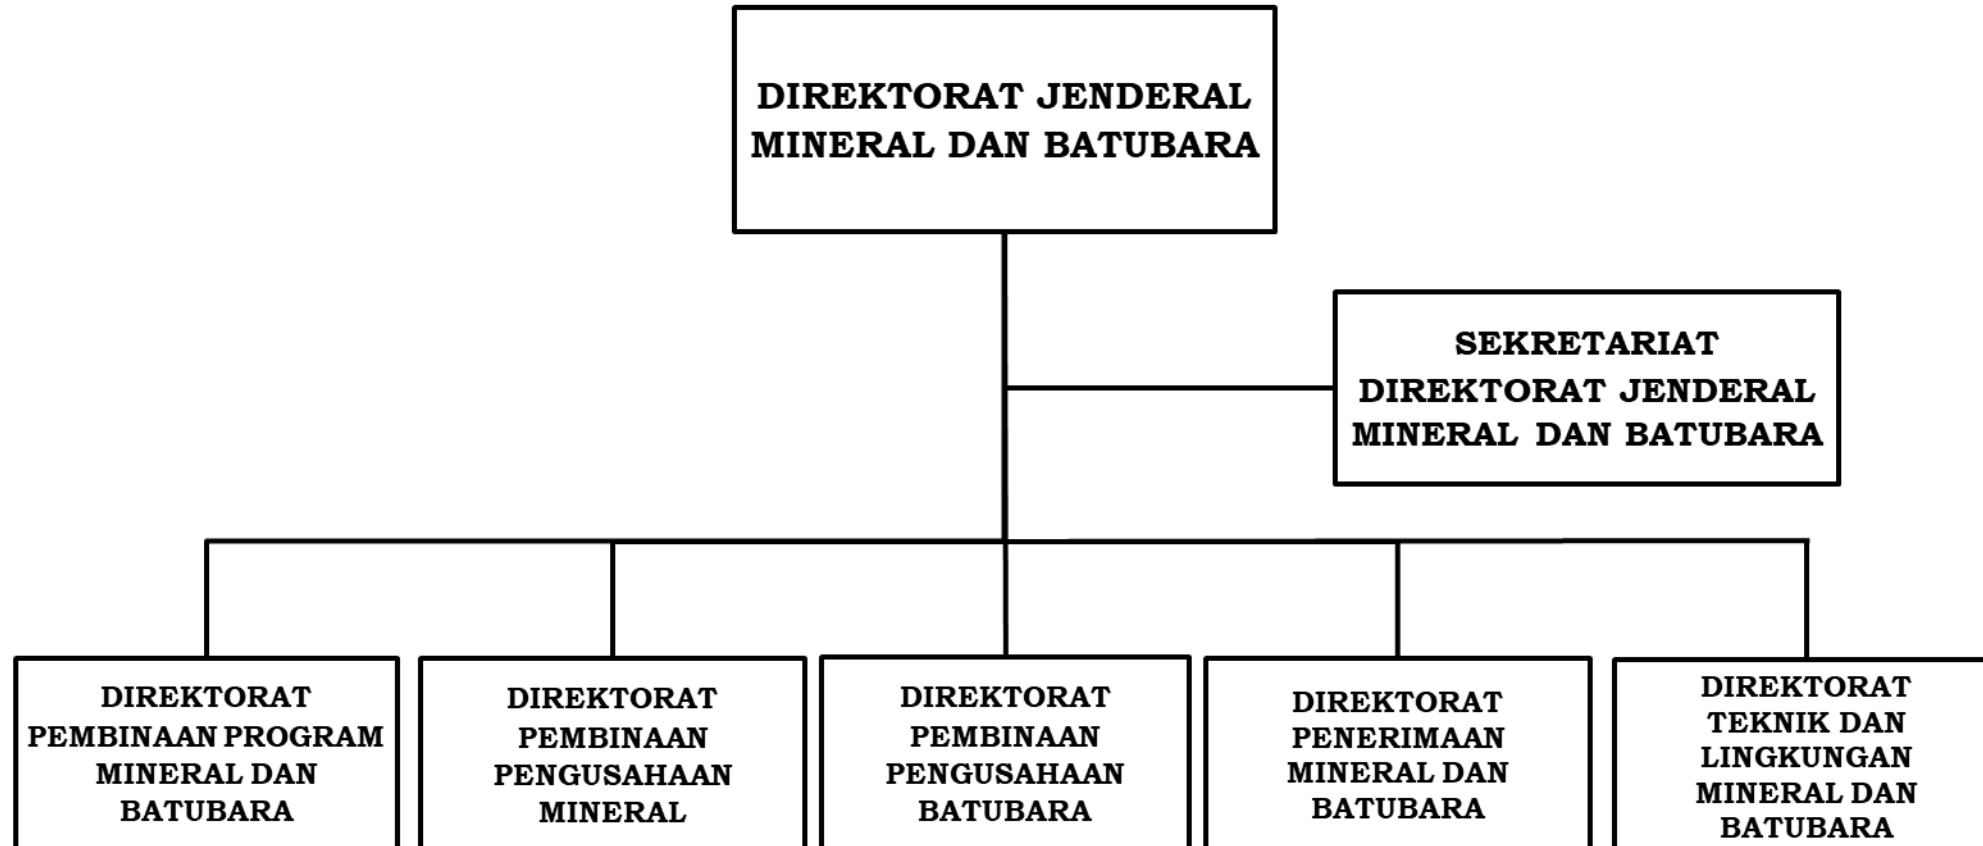 DIREKTORAT JENDERAL
MINERAL DAN BATUBARA
SEKRETARIAT
DIREKTORAT JENDERAL
MINERAL DAN BATUBARA
DIREKTORAT
PEMBINAAN PROGRAM
MINERAL DAN
BATUBARA
DIREKTORAT
PEMBINAAN
PENGUSAHAAN
MINERAL
DIREKTORAT
PEMBINAAN
PENGUSAHAAN
BATUBARA
DIREKTORAT
PENERIMAAN
MINERAL DAN
BATUBARA
DIREKTORAT
TEKNIK DAN
LINGKUNGAN
MINERAL DAN
BATUBARA